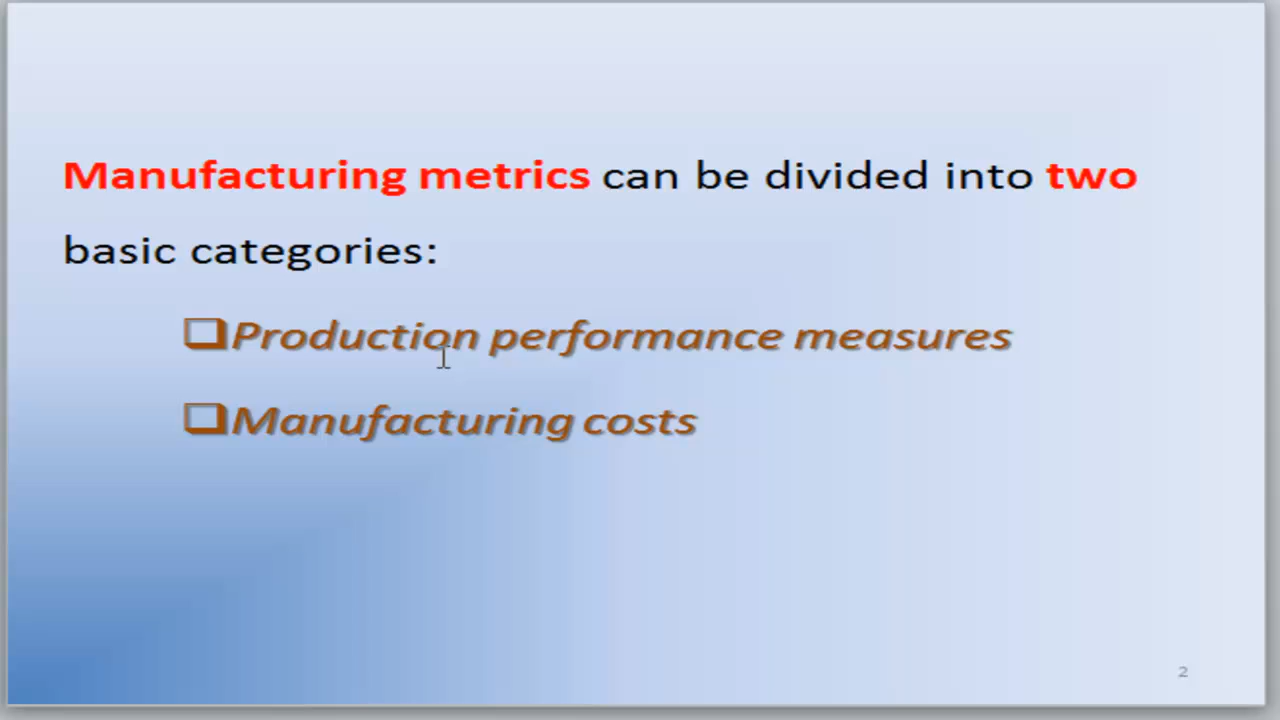 Manufacturing metrics can be divided into two
basic categories:
❑Production performance measures
❑Manufacturing costs
2